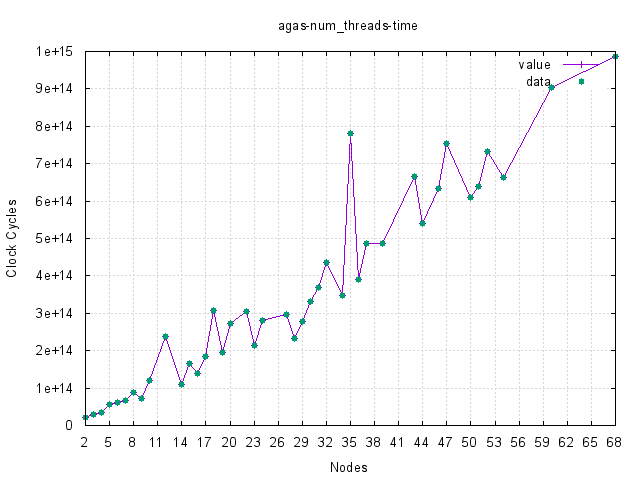 agas-num_threads-time
1e+15
9e+14
8e+14
7e+14
6e+14
5e+14
4e+14
3e+14
2e+14
1e+14
0
Clock Cycles
value
data
2 5 8 11 14 17 20 23 26 29 32 35 38 41 44 47 50 53 56 59 62 65 68
Nodes